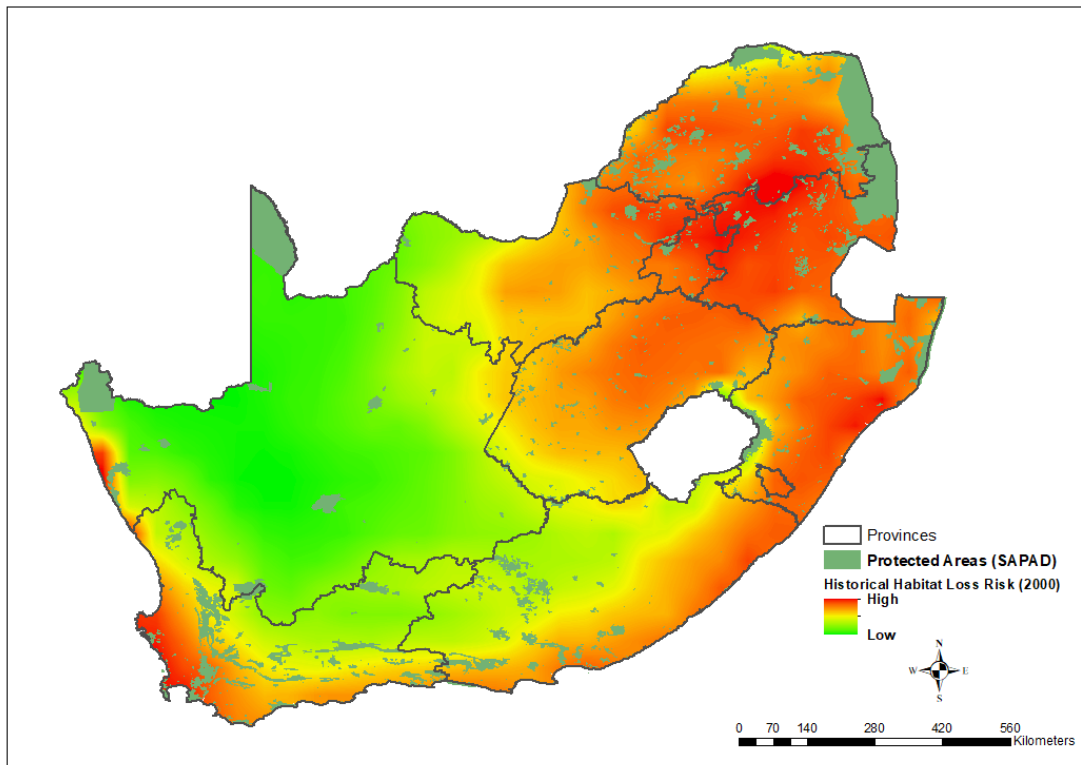 Provinces
Protected Areas (SAPAD)
Historical Habitat Loss Risk (2000)
High
Low
N
W E
S
0 70 140 280 420 560
Kilometers